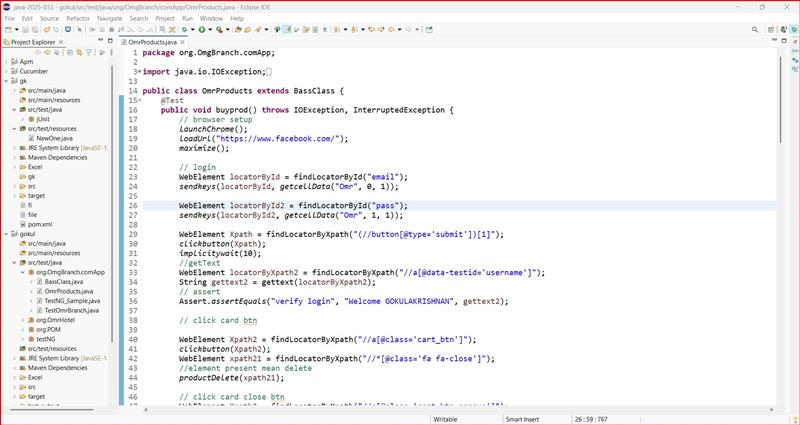 java-2025-033 - gokul/src/test/java/org/OmgBranch/comApp/OmrProducts.java - Eclipse IDE
File Edit Source Refactor Navigate Search Project Run Window Help
Project Explorer
Apm
Cucumber
gk
src/main/java
src/main/resources
src/test/java
jUnit
src/test/resources
NewOne.java
JRE System Library [JavaSE-1.
Maven Dependencies
Excel
gk
src
target
fi
file
pom.xml
gokul
src/main/java
src/main/resources
src/test/java
org.OmgBranch.comApp
BassClass.java
OmrProducts.java
TestNG_Sample.java
TestOmrBranch.java
org.OmrHotel
org.POM
testNG
src/test/resources
JRE System Library [JavaSE-1.
Maven Dependencies
Excel
src
target
OmrProducts.java
1 package org.OmgBranch.comApp;
2
3 import java.io.IOException;
13
14 public class OmrProducts extends BassClass {
15 @Test
16 public void buyprod() throws IOException, InterruptedException {
17 // browser setup
18 launchChrome();
19 loadUrl("https://www.facebook.com/");
20 maximize();
21
22 // login
23 WebElement locatorById = findLocatorById("email");
24 sendkeys(locatorById, getcellData("Omr", 0, 1));
25
26 WebElement locatorById2 = findLocatorById("pass");
27 sendkeys(locatorById2, getcellData("Omr", 1, 1));
28
29 WebElement Xpath = findLocatorByXpath("(//button[@type='submit'])[1]");
30 clickbutton(Xpath);
31 implicitywait(10);
32 //getText
33 WebElement locatorByXpath2 = findLocatorByXpath("//a[@data-testid='username']");
34 String gettext2 = gettext(locatorByXpath2);
35 // assert
36 Assert.assertEquals("verify login", "Welcome GOKULAKRISHNAN", gettext2);
37
38 // click card btn
39
40 WebElement Xpath2 = findLocatorByXpath("//a[@class='cart_btn']");
41 clickbutton(Xpath2);
42 WebElement xpath21 = findLocatorByXpath("//*[@class='fa fa-close']");
43 //element present mean delete
44 productDelete(xpath21);
45
46 // click card close btn
Writable Smart Insert 26 : 59 : 767